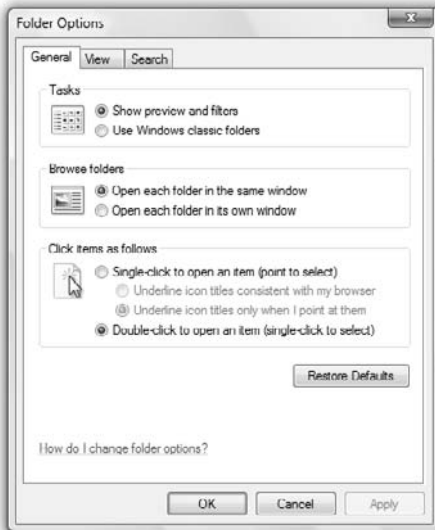 Folder Options
General View Search
Tasks
Show preview and filters
Use Windows classic folders
Browse folders
Open each folder in the same window
Open each folder in its own window
Click items as follows
Single-click to open an item (point to select)
Underline icon titles consistent with my browser
Underline icon titles only when I point at them
Double-click to open an item (single-click to select)
Restore Defaults
How do I change folder options?
OK Cancel Apply